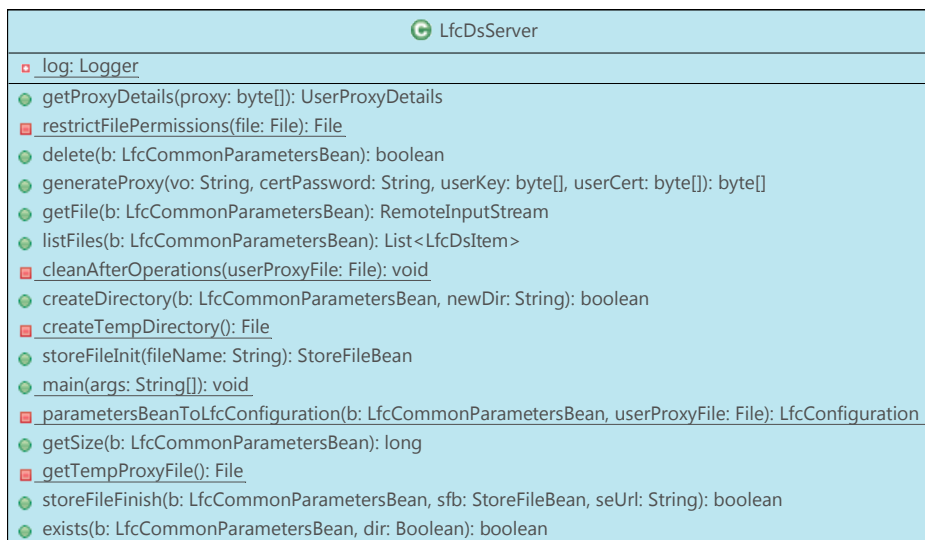 C LfcDsServer
log: Logger
getProxyDetails(proxy: byte[]): UserProxyDetails
restrictFilePermissions(file: File): File
delete(b: LfcCommonParametersBean): boolean
generateProxy(vo: String, certPassword: String, userKey: byte[], userCert: byte[]): byte[]
getFile(b: LfcCommonParametersBean): RemoteInputStream
listFiles(b: LfcCommonParametersBean): List<LfcDsItem>
cleanAfterOperations(userProxyFile: File): void
createDirectory(b: LfcCommonParametersBean, newDir: String): boolean
createTempDirectory(): File
storeFileInit(fileName: String): StoreFileBean
main(args: String[]): void
parametersBeanToLfcConfiguration(b: LfcCommonParametersBean, userProxyFile: File): LfcConfiguration
getSize(b: LfcCommonParametersBean): long
getTempProxyFile(): File
storeFileFinish(b: LfcCommonParametersBean, sfb: StoreFileBean, seUrl: String): boolean
exists(b: LfcCommonParametersBean, dir: Boolean): boolean